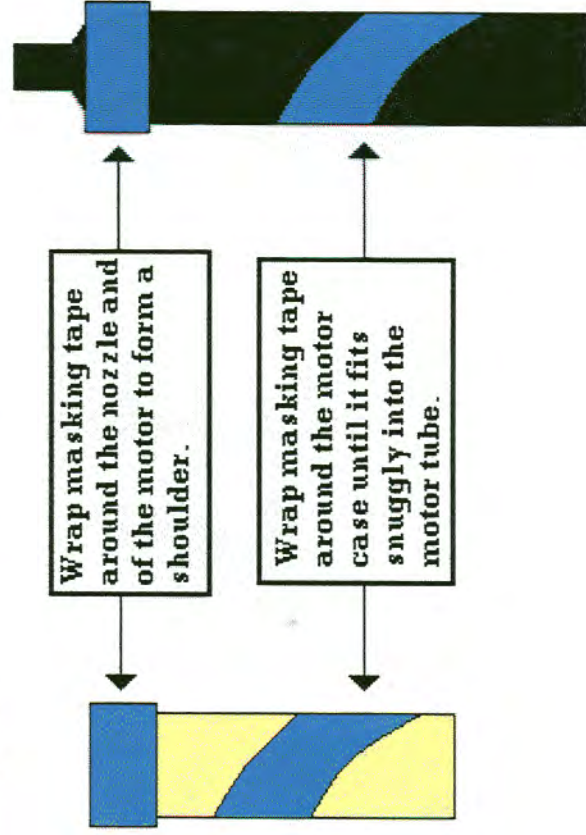 Wrap masking tape
around the nozzle and
of the motor to form a
shoulder.
Wrap masking tape
around the motor
case until it fits
snuggly into the
motor tube.